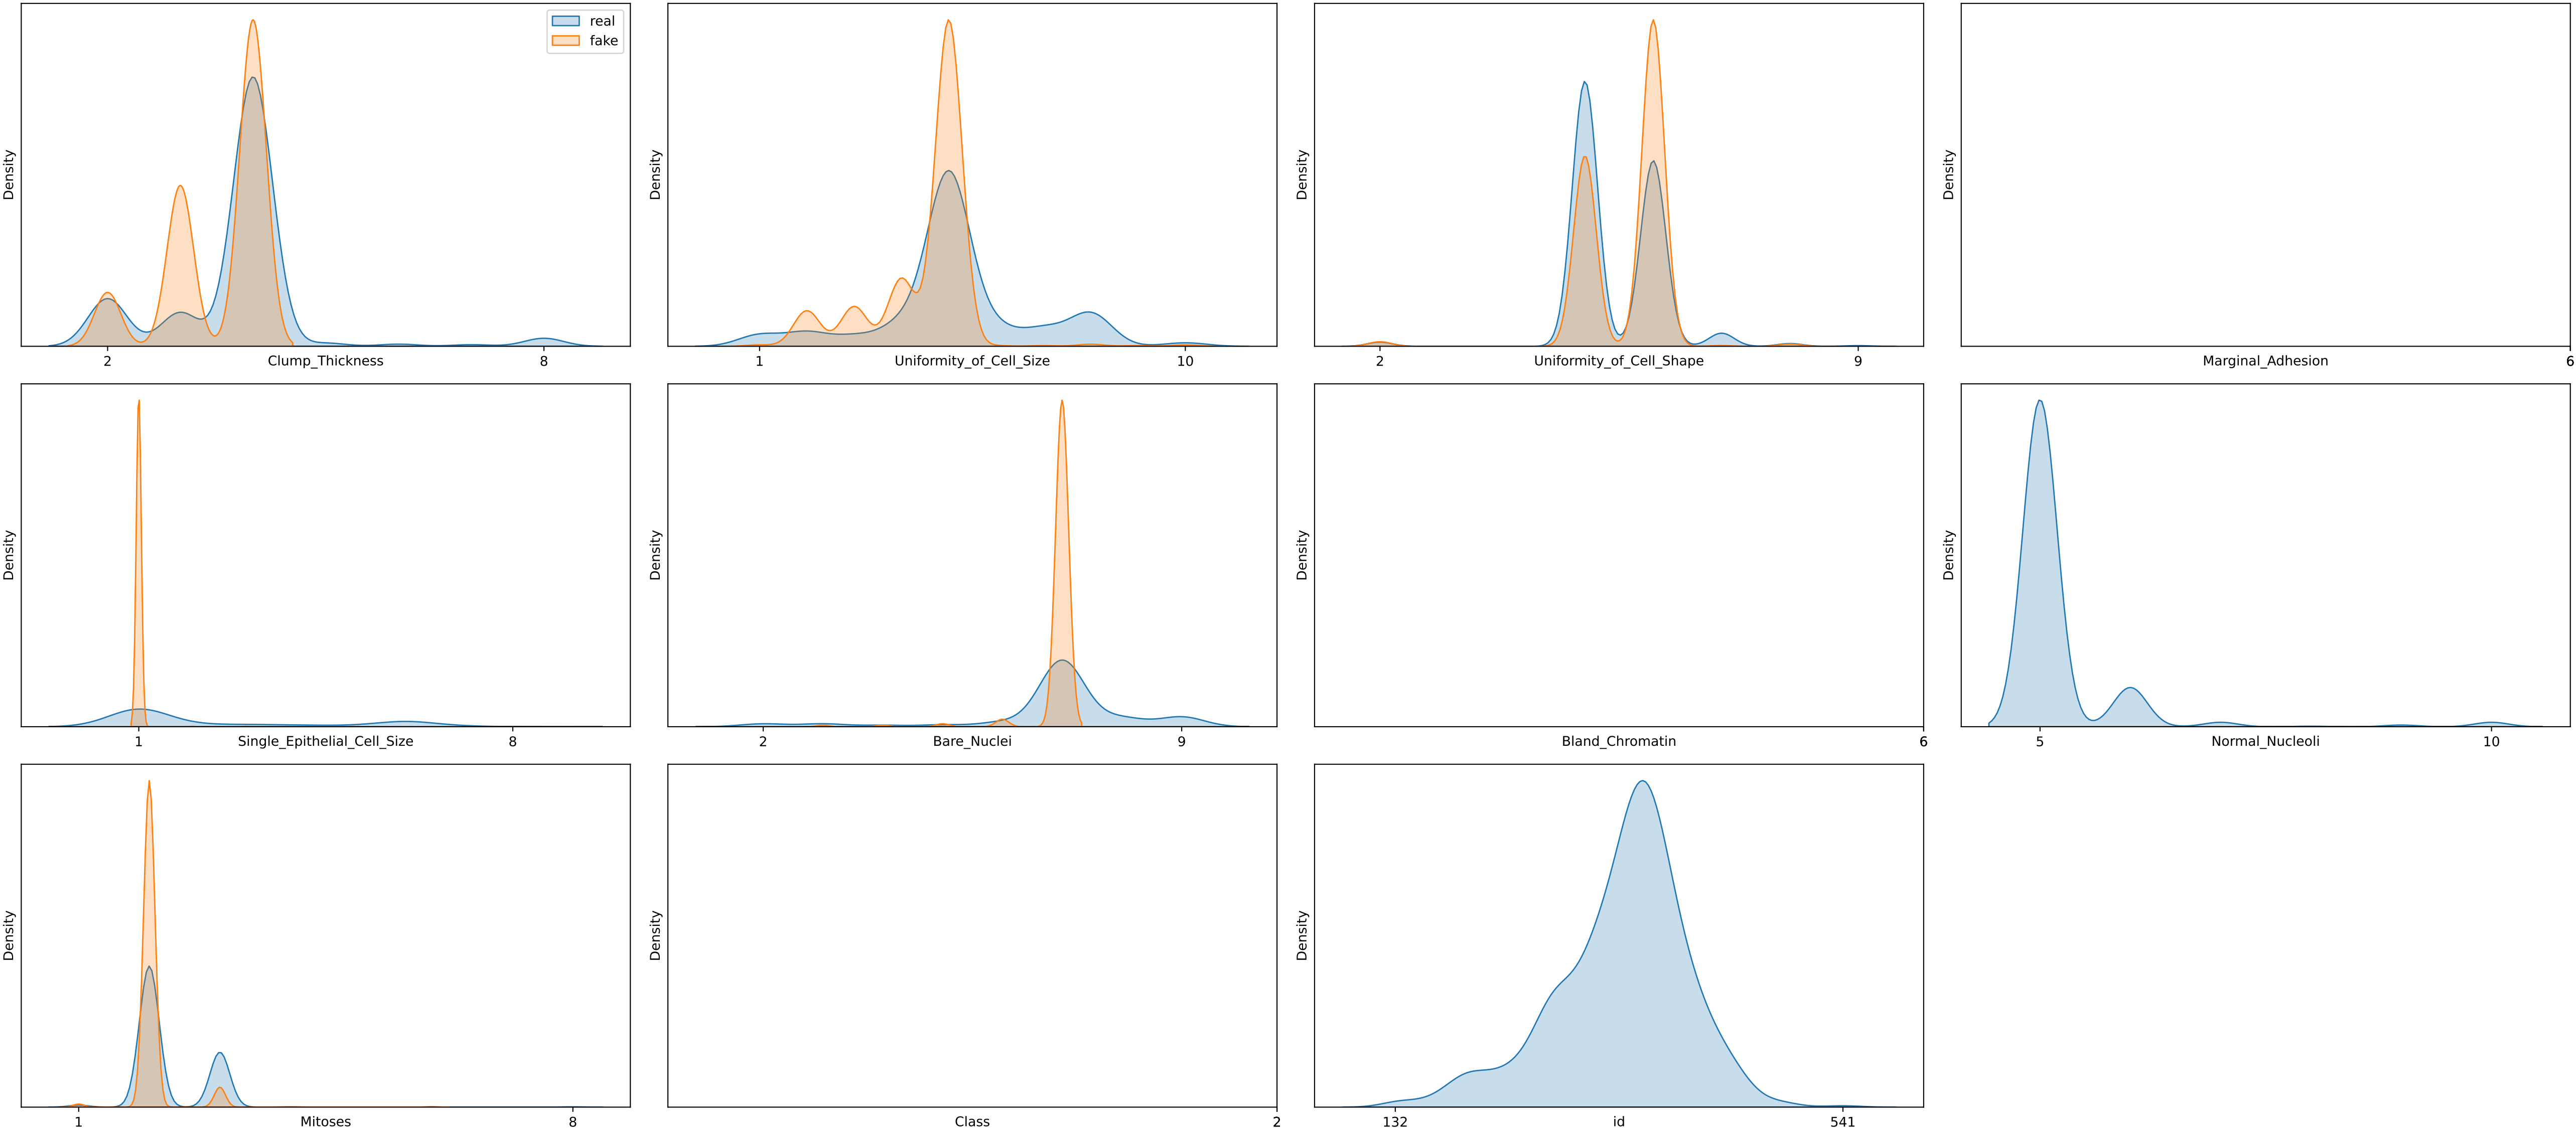 real
fake
Density
2 Clump_Thickness 8
Density
1 Uniformity_of_Cell_Size 10
Density
2 Uniformity_of_Cell_Shape 9
Density
Marginal_Adhesion 6
Density
1 Single_Epithelial_Cell_Size 8
Density
2 Bare_Nuclei 9
Density
Bland_Chromatin 6
Density
5 Normal_Nucleoli 10
Density
1 Mitoses 8
Density
Class 2
Density
132 id 541